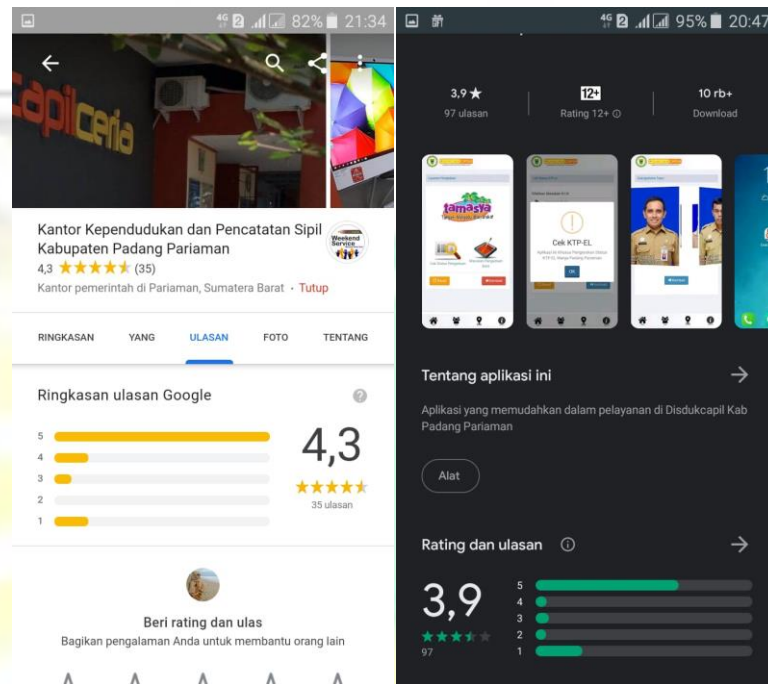 4G 2 82% 21:34
capilceria
Kantor Kependudukan dan Pencatatan Sipil
Kabupaten Padang Pariaman
Weekend
Service
4,3 (35)
Kantor pemerintah di Pariaman, Sumatera Barat · Tutup
RINGKASAN YANG ULASAN FOTO TENTANG
Ringkasan ulasan Google
5
4
3
2
1
4,3
35 ulasan
Beri rating dan ulas
Bagikan pengalaman Anda untuk membantu orang lain
4G 2 95% 20:47
3,9★ 12+ 10 rb+
97 ulasan Rating 12+ Download
tamasya
Cek KTP-EL
OK
Tentang aplikasi ini
Aplikasi yang memudahkan dalam pelayanan di Disdukcapil Kab
Padang Pariaman
Alat
Rating dan ulasan
3,9
97
5
4
3
2
1